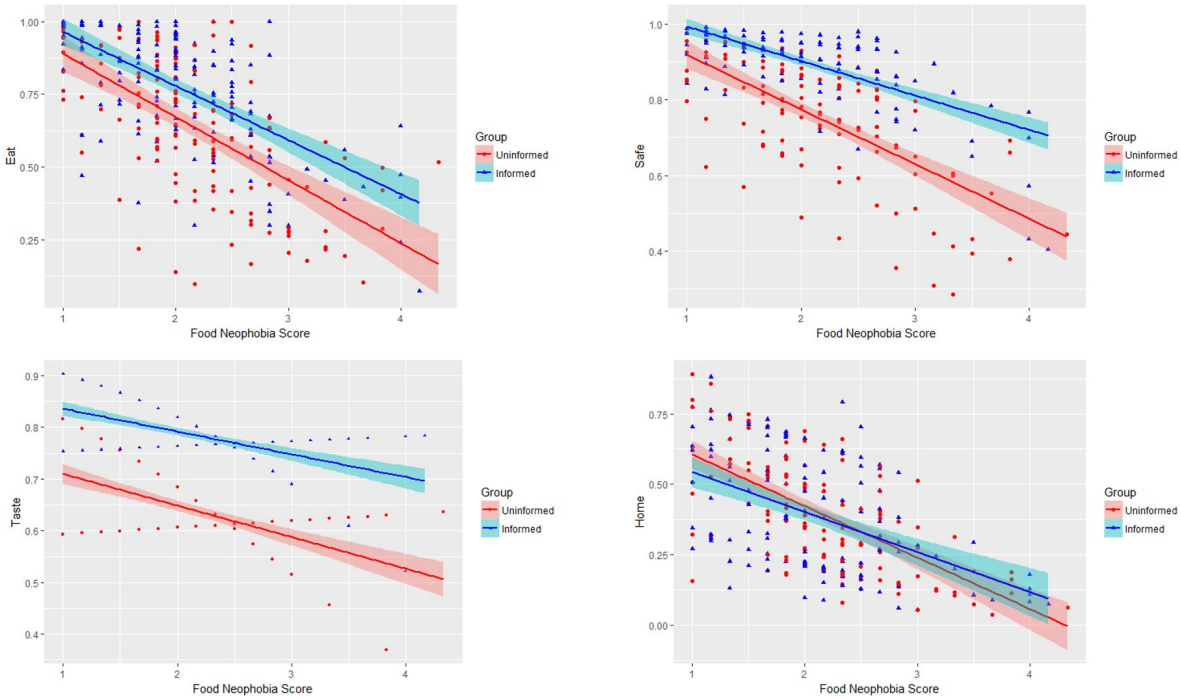 1.00
0.75
0.50
0.25
Eat
1
2
3
4
Food Neophobia Score
Group
Uninformed
Informed
1.0
0.8
0.6
0.4
Safe
1
2
3
4
Food Neophobia Score
Group
Uninformed
Informed
0.9
0.8
0.7
0.6
0.5
0.4
Taste
1
2
3
4
Food Neophobia Score
Group
Uninformed
Informed
0.75
0.50
0.25
0.00
Home
1
2
3
4
Food Neophobia Score
Group
Uninformed
Informed